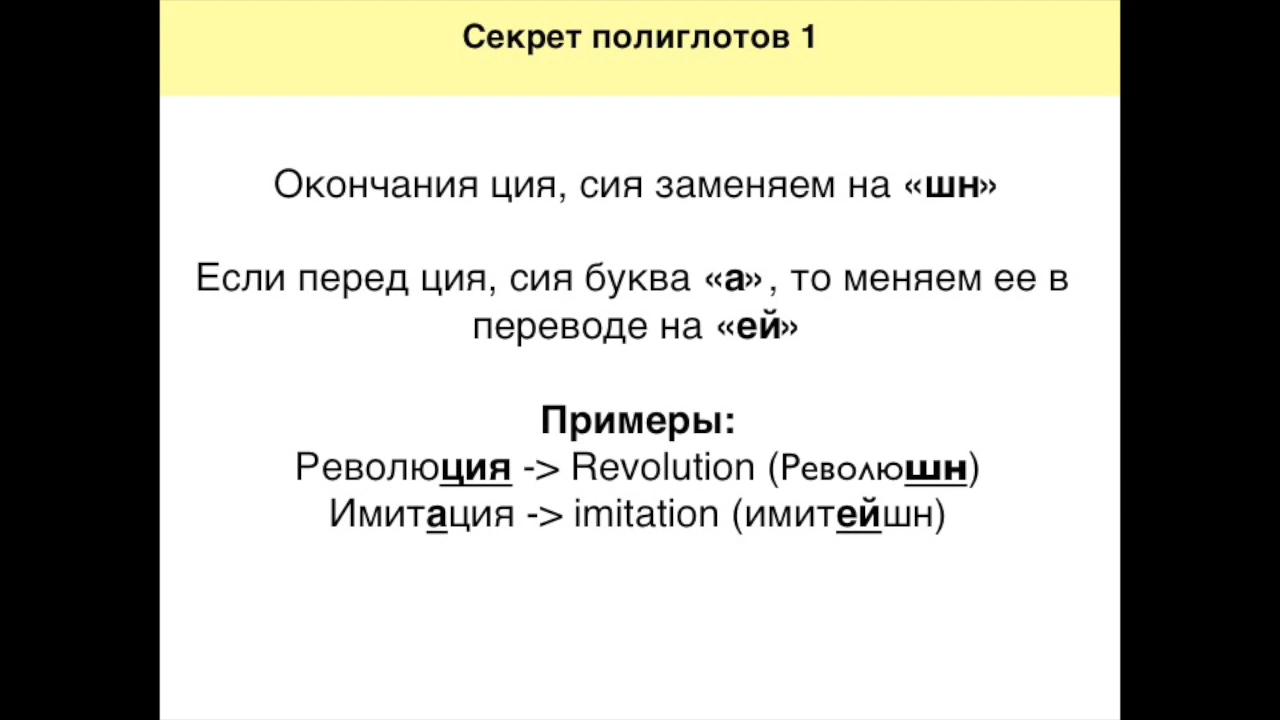 Секрет полиглотов 1
Окончания ция, сия заменяем на «шн»
Если перед ция, сия буква «а», то меняем ее в
переводе на «ей»
Примеры:
Революция -> Revolution (Революшн)
Имитация -> imitation (имитейшн)